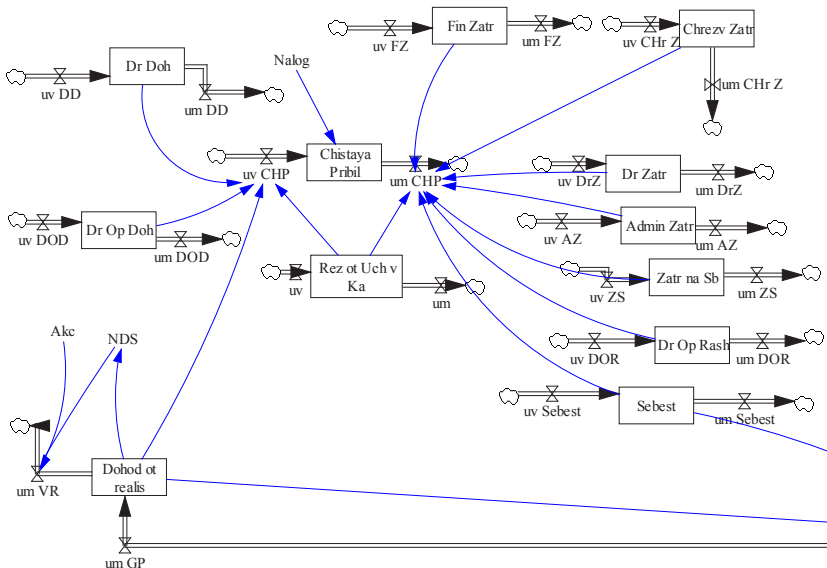 Fin Zatr
uv FZ
um FZ
Chrezv Zatr
uv CHr Z
um CHr Z
Dr Doh
uv DD
um DD
Nalog
Chistaya
Pribil
uv CHP
um CHP
Dr Zatr
uv DrZ
um DrZ
Dr Op Doh
uv DOD
um DOD
Admin Zatr
uv AZ
um AZ
Rez ot Uch v
Ka
uv
um
Zatr na Sb
uv ZS
um ZS
Akc
NDS
Dr Op Rash
uv DOR
um DOR
Sebest
uv Sebest
um Sebest
Dohod ot
realis
um VR
um GP